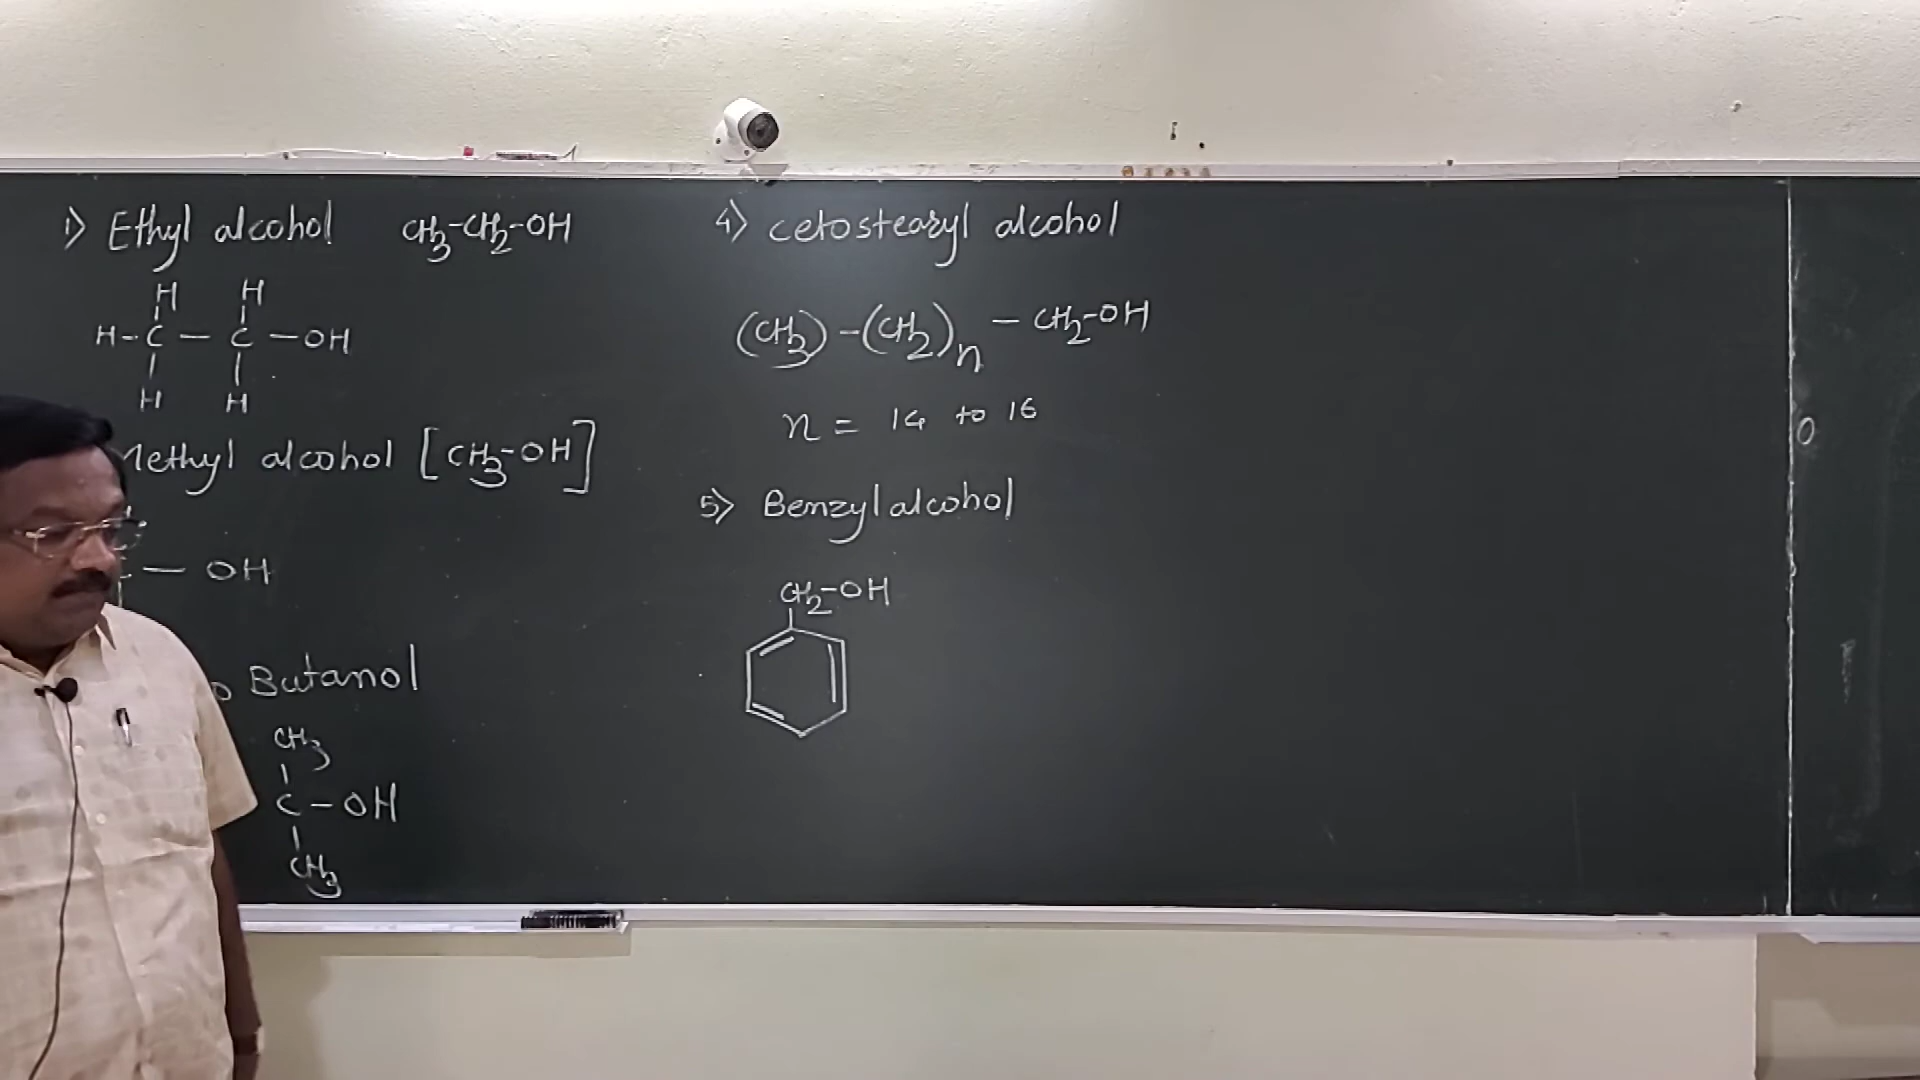 1) Ethyl alcohol CH3-CH2-OH
H H
H-C-C-OH
H H
Methyl alcohol [CH3-OH]
- OH
Butanol
CH3
C-OH
CH3
4) cetostearyl alcohol
(CH3)-(CH2)n-CH2-OH
n = 14 to 16
5) Benzyl alcohol
CH2-OH